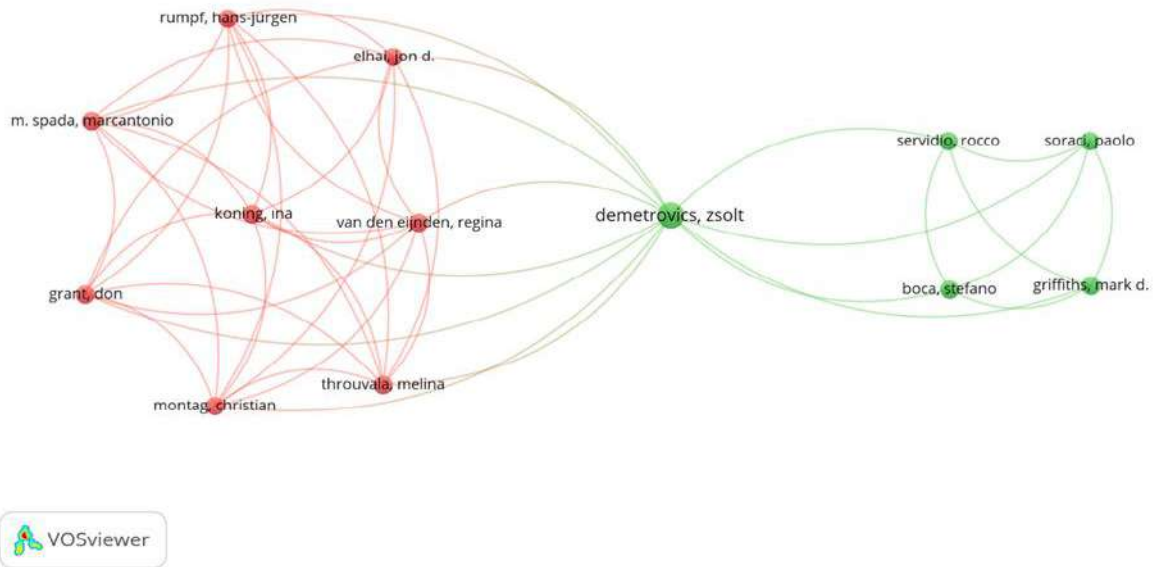 rumpf, hans-jürgen
elhai, jon d.
m. spada, marcantonio
servidio, rocco
soraci, paolo
koning, ina
van den eijnden, regina
demetrovics, zsolt
grant, don
boca, stefano
griffiths, mark d.
throuvala, melina
montag, christian
VOSviewer